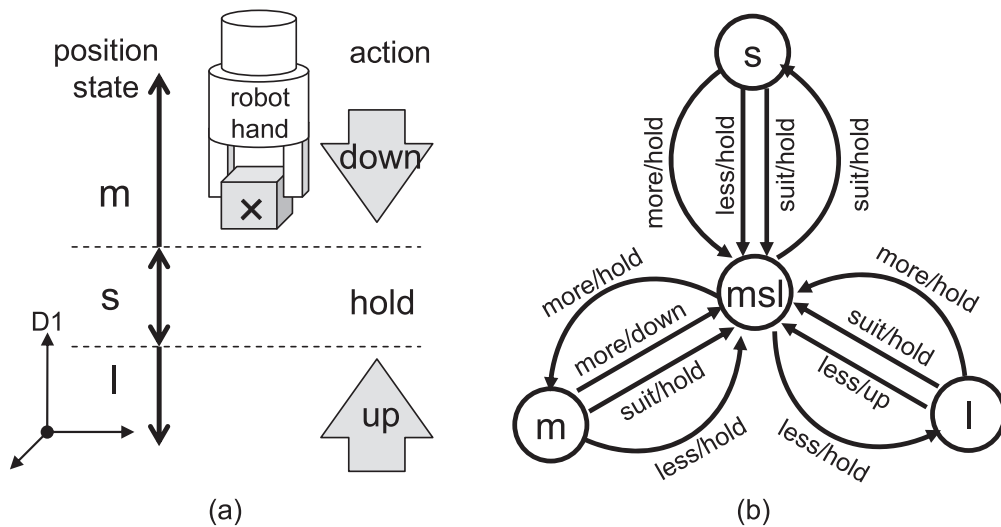 position
state
action
robot
hand
down
m
×
s
hold
D1
l
up
(a)
s
more/hold
less/hold
suit/hold
suit/hold
msl
more/hold
more/down
suit/hold
less/hold
m
more/hold
suit/hold
less/up
less/hold
l
(b)